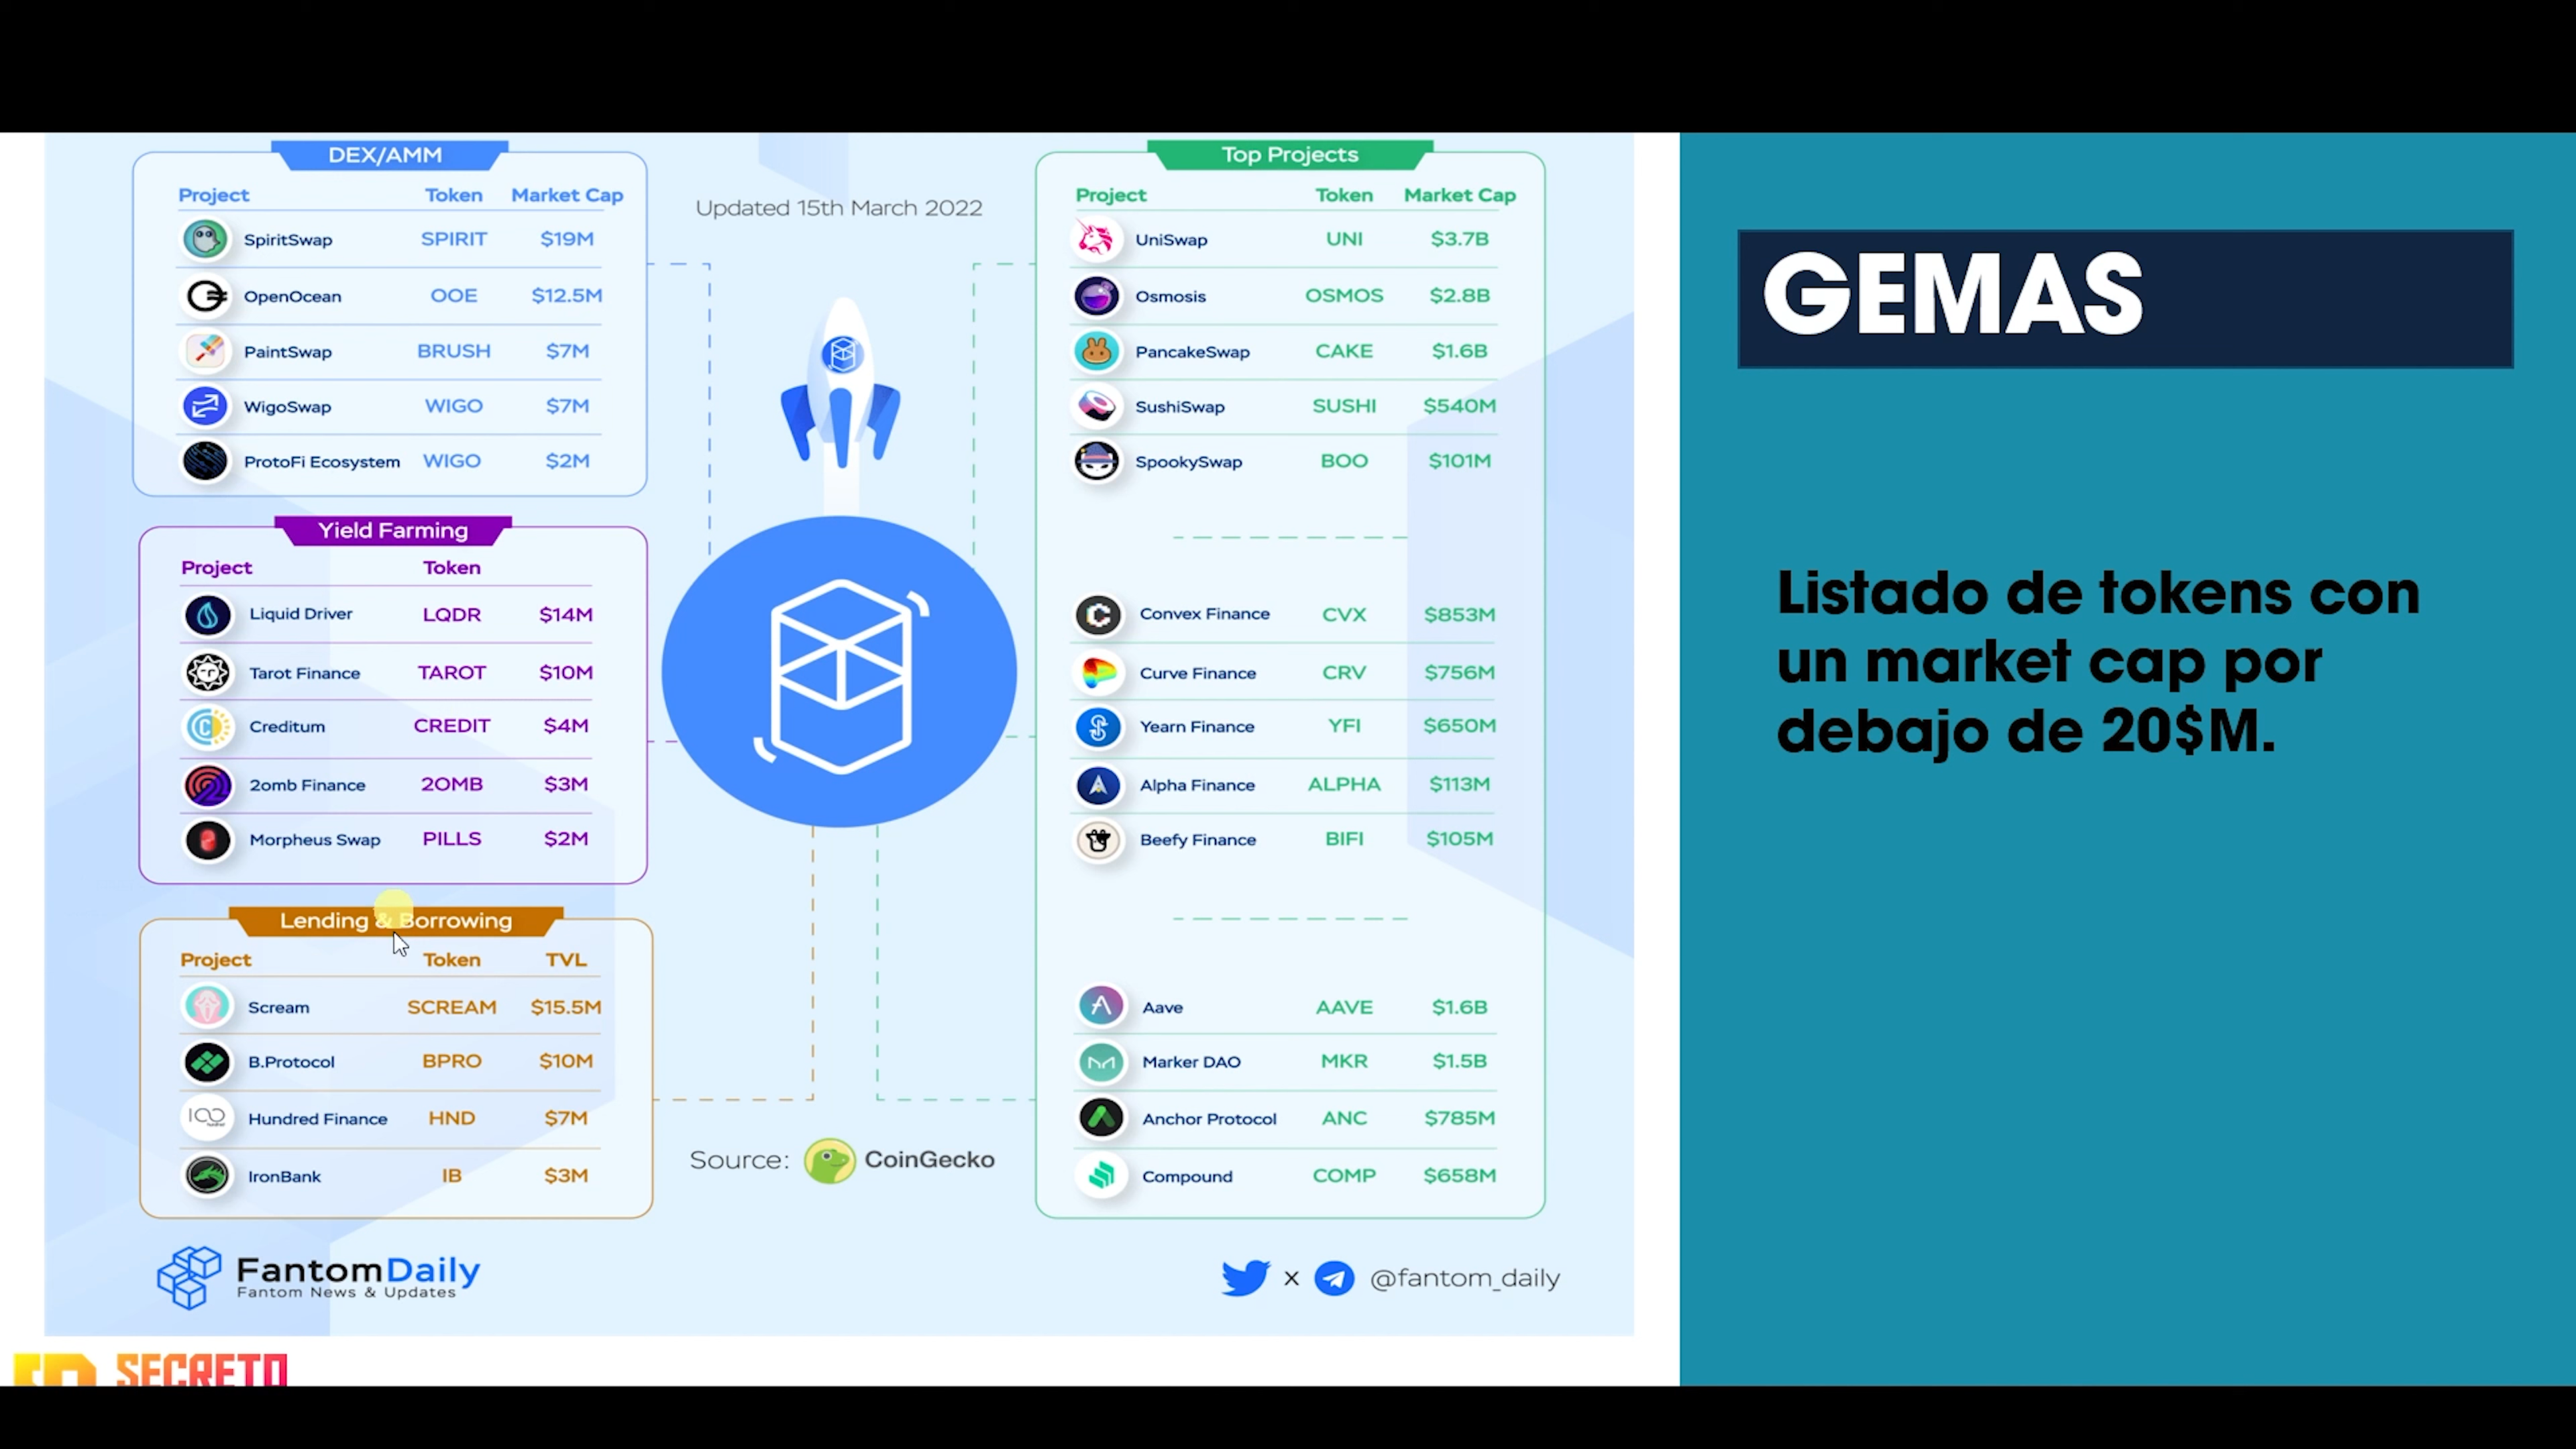 DEX/AMM
Project Token Market Cap
SpiritSwap SPIRIT $19M
OpenOcean OOE $12.5M
PaintSwap BRUSH $7M
WigoSwap WIGO $7M
ProtoFi Ecosystem WIGO $2M
Yield Farming
Project Token
Liquid Driver LQDR $14M
Tarot Finance TAROT $10M
Creditum CREDIT $4M
2omb Finance 2OMB $3M
Morpheus Swap PILLS $2M
Lending & Borrowing
Project Token TVL
Scream SCREAM $15.5M
B.Protocol BPRO $10M
Hundred Finance HND $7M
IronBank IB $3M
Updated 15th March 2022
Source: CoinGecko
Top Projects
Project Token Market Cap
UniSwap UNI $3.7B
Osmosis OSMOS $2.8B
PancakeSwap CAKE $1.6B
SushiSwap SUSHI $540M
SpookySwap BOO $101M
Convex Finance CVX $853M
Curve Finance CRV $756M
Yearn Finance YFI $650M
Alpha Finance ALPHA $113M
Beefy Finance BIFI $105M
Aave AAVE $1.6B
Marker DAO MKR $1.5B
Anchor Protocol ANC $785M
Compound COMP $658M
FantomDaily
Fantom News & Updates
x @fantom_daily
SECRETO
GEMAS
Listado de tokens con
un market cap por
debajo de 20$M.